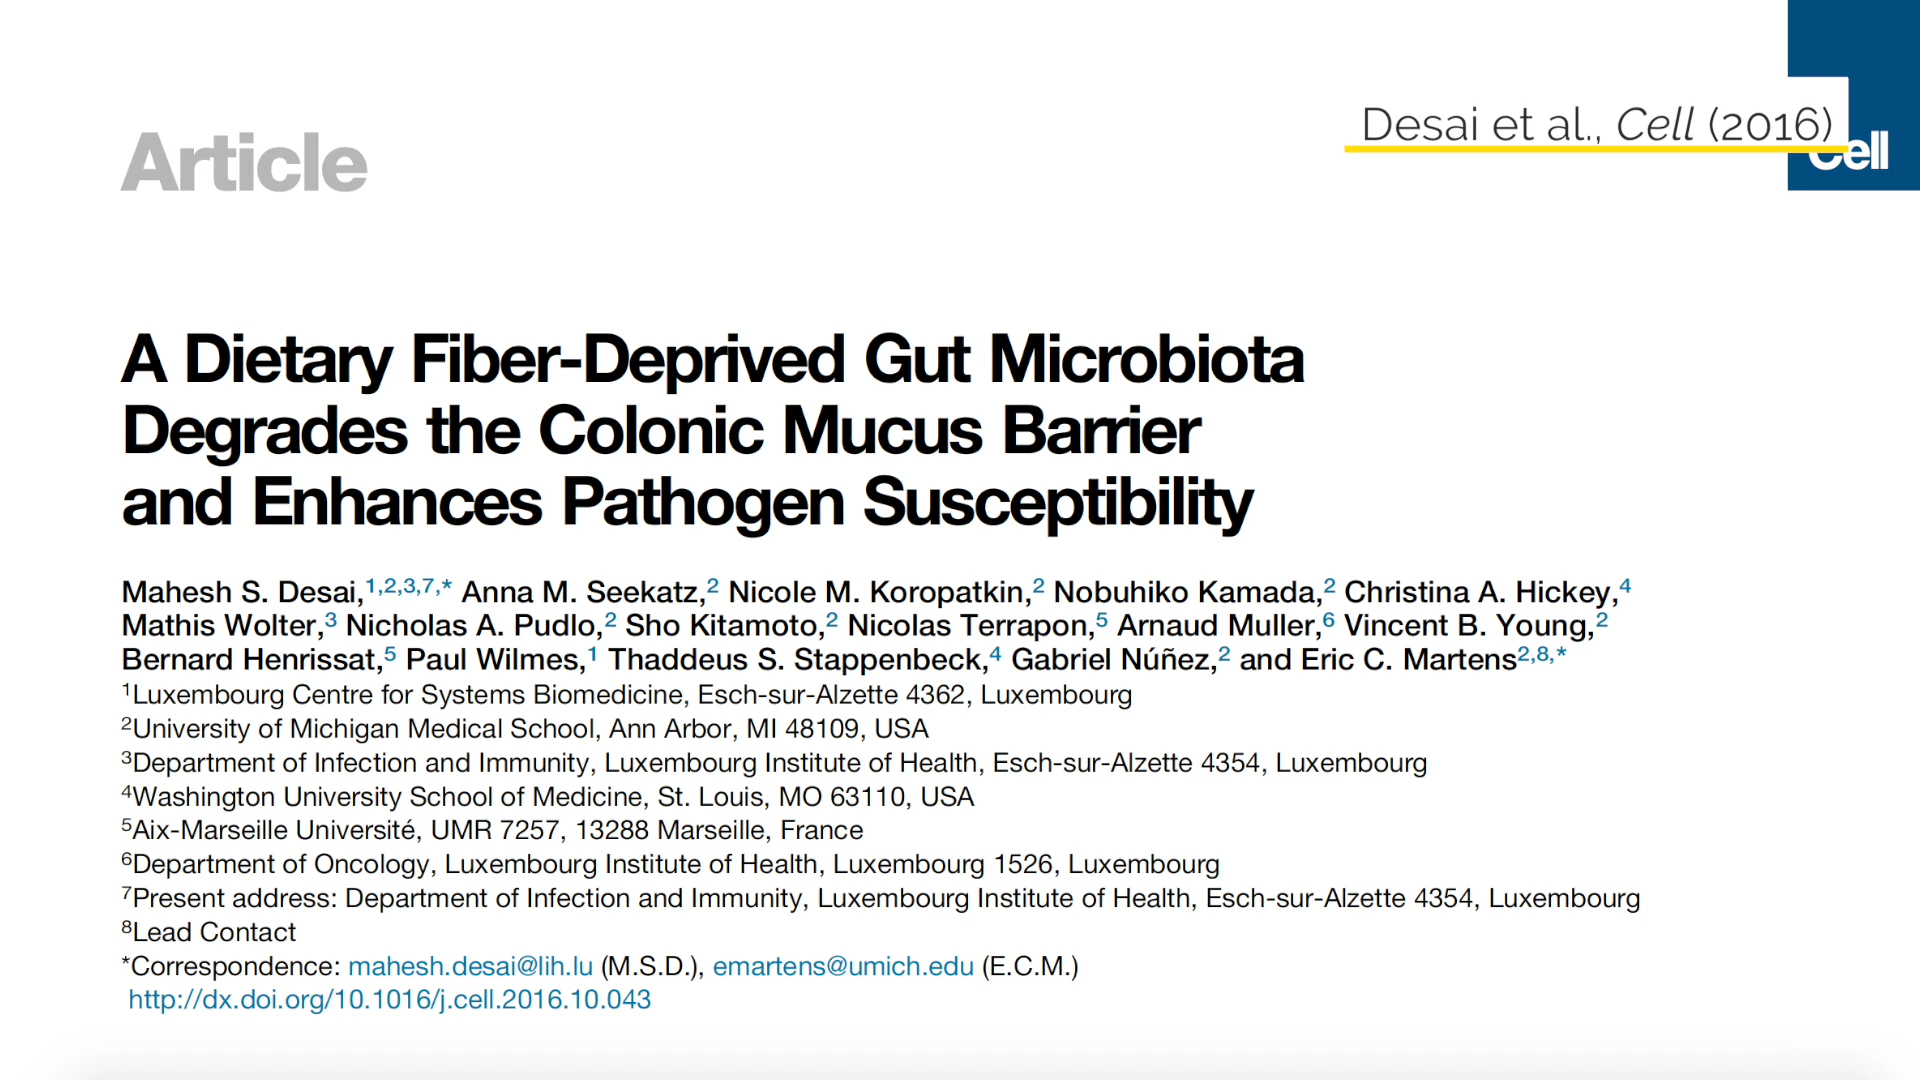 Desai et al., Cell (2016)
Cell
Article
A Dietary Fiber-Deprived Gut Microbiota
Degrades the Colonic Mucus Barrier
and Enhances Pathogen Susceptibility
Mahesh S. Desai,1,2,3,7,* Anna M. Seekatz,2 Nicole M. Koropatkin,2 Nobuhiko Kamada,2 Christina A. Hickey,4
Mathis Wolter,3 Nicholas A. Pudlo,2 Sho Kitamoto,2 Nicolas Terrapon,5 Arnaud Muller,6 Vincent B. Young,2
Bernard Henrissat,5 Paul Wilmes,1 Thaddeus S. Stappenbeck,4 Gabriel Núñez,2 and Eric C. Martens2,8,*
1Luxembourg Centre for Systems Biomedicine, Esch-sur-Alzette 4362, Luxembourg
2University of Michigan Medical School, Ann Arbor, MI 48109, USA
3Department of Infection and Immunity, Luxembourg Institute of Health, Esch-sur-Alzette 4354, Luxembourg
4Washington University School of Medicine, St. Louis, MO 63110, USA
5Aix-Marseille Université, UMR 7257, 13288 Marseille, France
6Department of Oncology, Luxembourg Institute of Health, Luxembourg 1526, Luxembourg
7Present address: Department of Infection and Immunity, Luxembourg Institute of Health, Esch-sur-Alzette 4354, Luxembourg
8Lead Contact
*Correspondence: mahesh.desai@lih.lu (M.S.D.), emartens@umich.edu (E.C.M.)
http://dx.doi.org/10.1016/j.cell.2016.10.043